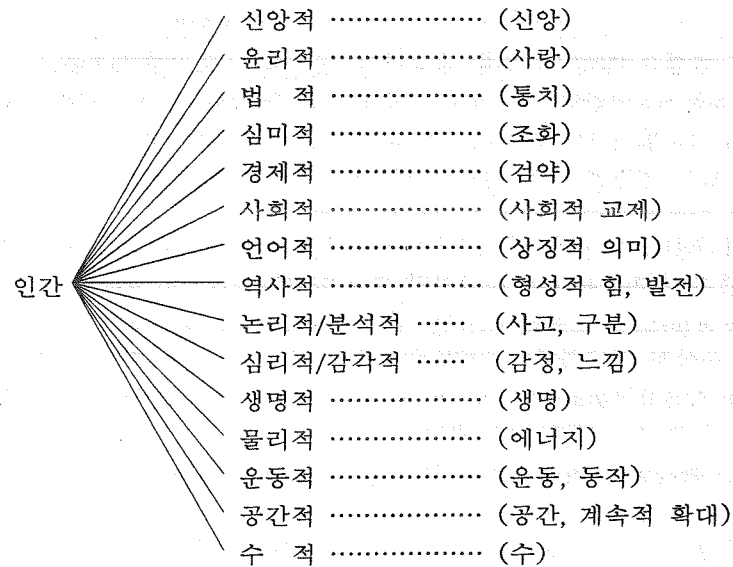 신앙적 ··················· (신앙)
윤리적 ··················· (사랑)
법 적 ··················· (통치)
심미적 ··················· (조화)
경제적 ··················· (검약)
사회적 ··················· (사회적 교제)
언어적 ··················· (상징적 의미)
인간 역사적 ··················· (형성적 힘, 발전)
논리적/분석적 ······ (사고, 구분)
심리적/감각적 ······ (감정, 느낌)
생명적 ··················· (생명)
물리적 ··················· (에너지)
운동적 ··················· (운동, 동작)
공간적 ··················· (공간, 계속적 확대)
수 적 ··················· (수)